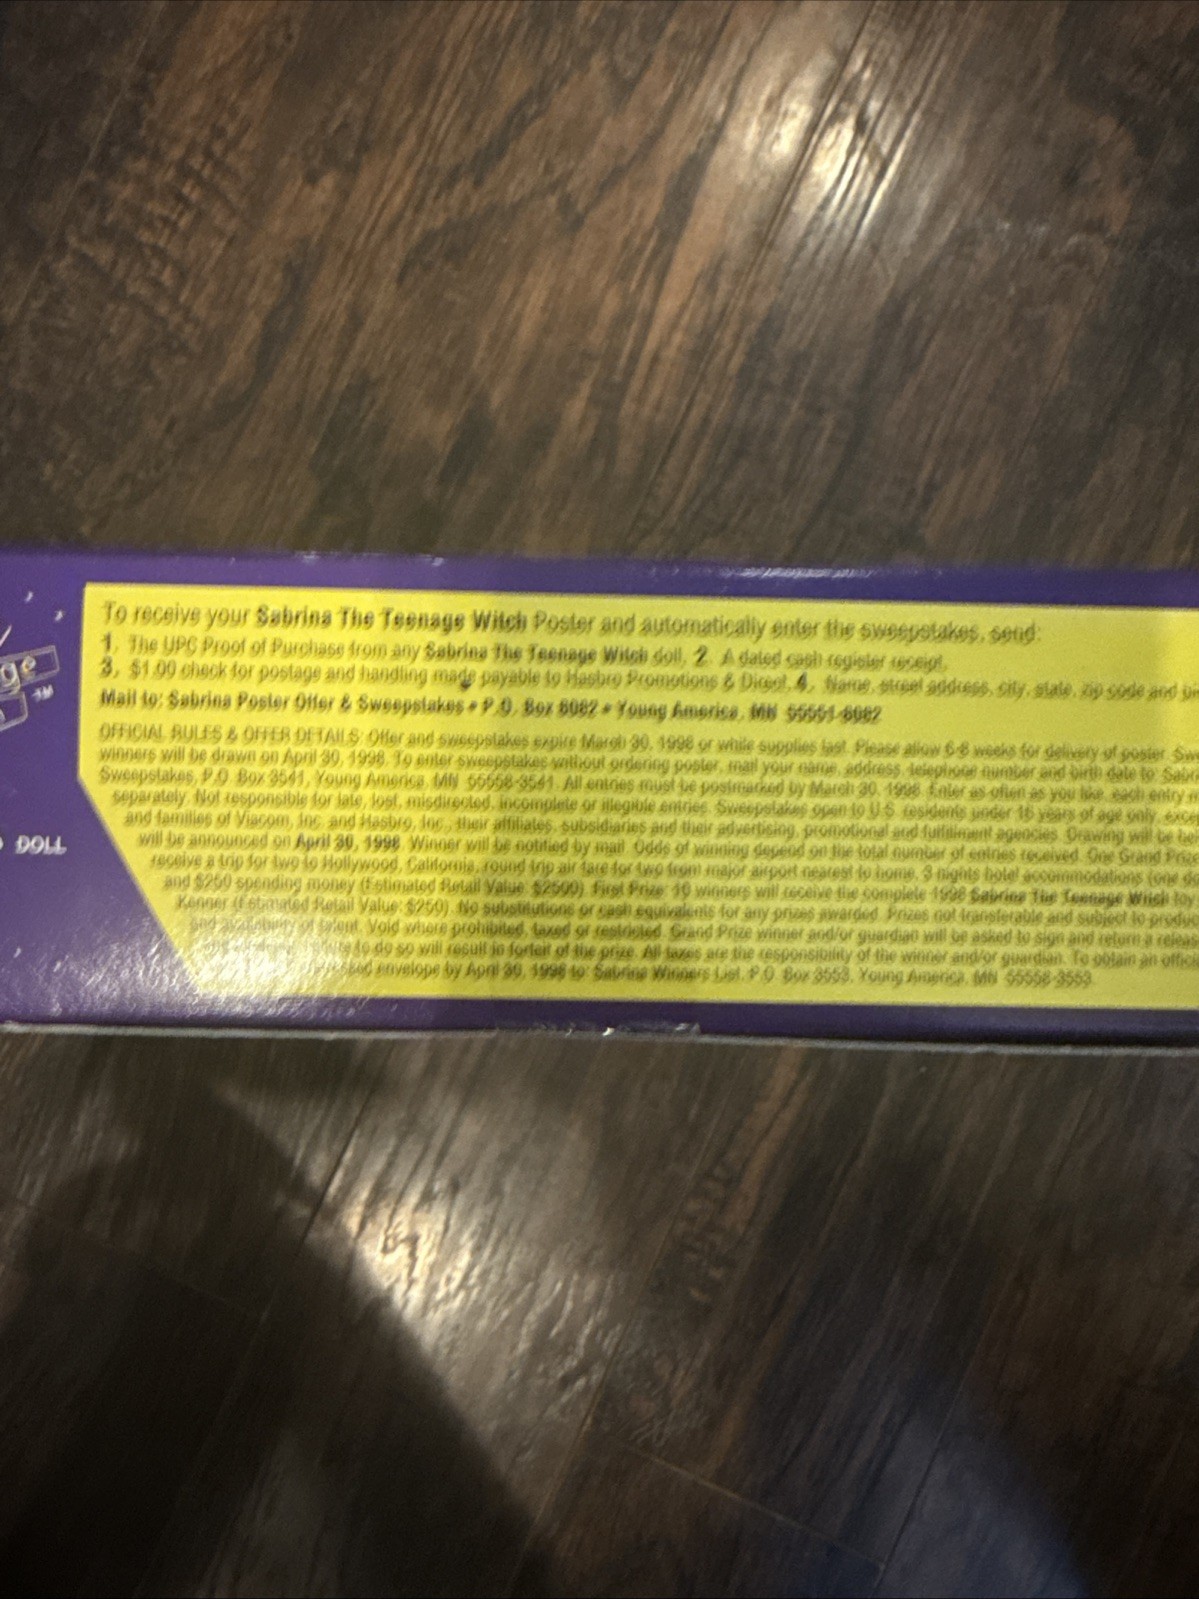 To receive your Sabrina The Teenage Witch Poster and automatically enter the sweepstakes, send:
1. The UPC Proof of Purchase from any Sabrina The Teenage Witch doll, 2. A dated cash register receipt,
3. $1.00 check for postage and handling made payable to Hasbro Promotions & Direct, 4. Name, street address, city, state, zip code and
Mail to: Sabrina Poster Offer & Sweepstakes • P.O. Box 8082 • Young America, MN 55551-8082
OFFICIAL RULES & OFFER DETAILS: Offer and sweepstakes expire March 30, 1998 or while supplies last. Please allow 6-8 weeks for delivery of poster.
winners will be drawn on April 30, 1998. To enter sweepstakes without ordering poster, mail your name, address, telephone number and birth date to:
Sweepstakes, P.O. Box 3541, Young America, MN 55558-3541. All entries must be postmarked by March 30, 1998. Enter as often as you like, each entry
separately. Not responsible for late, lost, misdirected, incomplete or illegible entries. Sweepstakes open to U.S. residents under 16 years of age only,
and families of Viacom, Inc. and Hasbro, Inc., their affiliates, subsidiaries and their advertising, promotional and fulfillment agencies. Drawing will be
will be announced on April 30, 1998. Winner will be notified by mail. Odds of winning depend on the total number of entries received. One Grand
receive a trip for two to Hollywood, California, round trip air fare for two from major airport nearest to home, 3 nights hotel accommodations (one
and $250 spending money (Estimated Retail Value: $2500). First Prize: 10 winners will receive the complete 1998 Sabrina The Teenage Witch
Kenner (Estimated Retail Value: $250). No substitutions or cash equivalents for any prizes awarded. Prizes not transferable and subject to
and availability of talent. Void where prohibited, taxed or restricted. Grand Prize winner and/or guardian will be asked to sign and return a
to do so will result in forfeit of the prize. All taxes are the responsibility of the winner and/or guardian. To obtain an
envelope by April 30, 1998 to: Sabrina Winners List, P.O. Box 3553, Young America, MN 55558-3553
DOLL